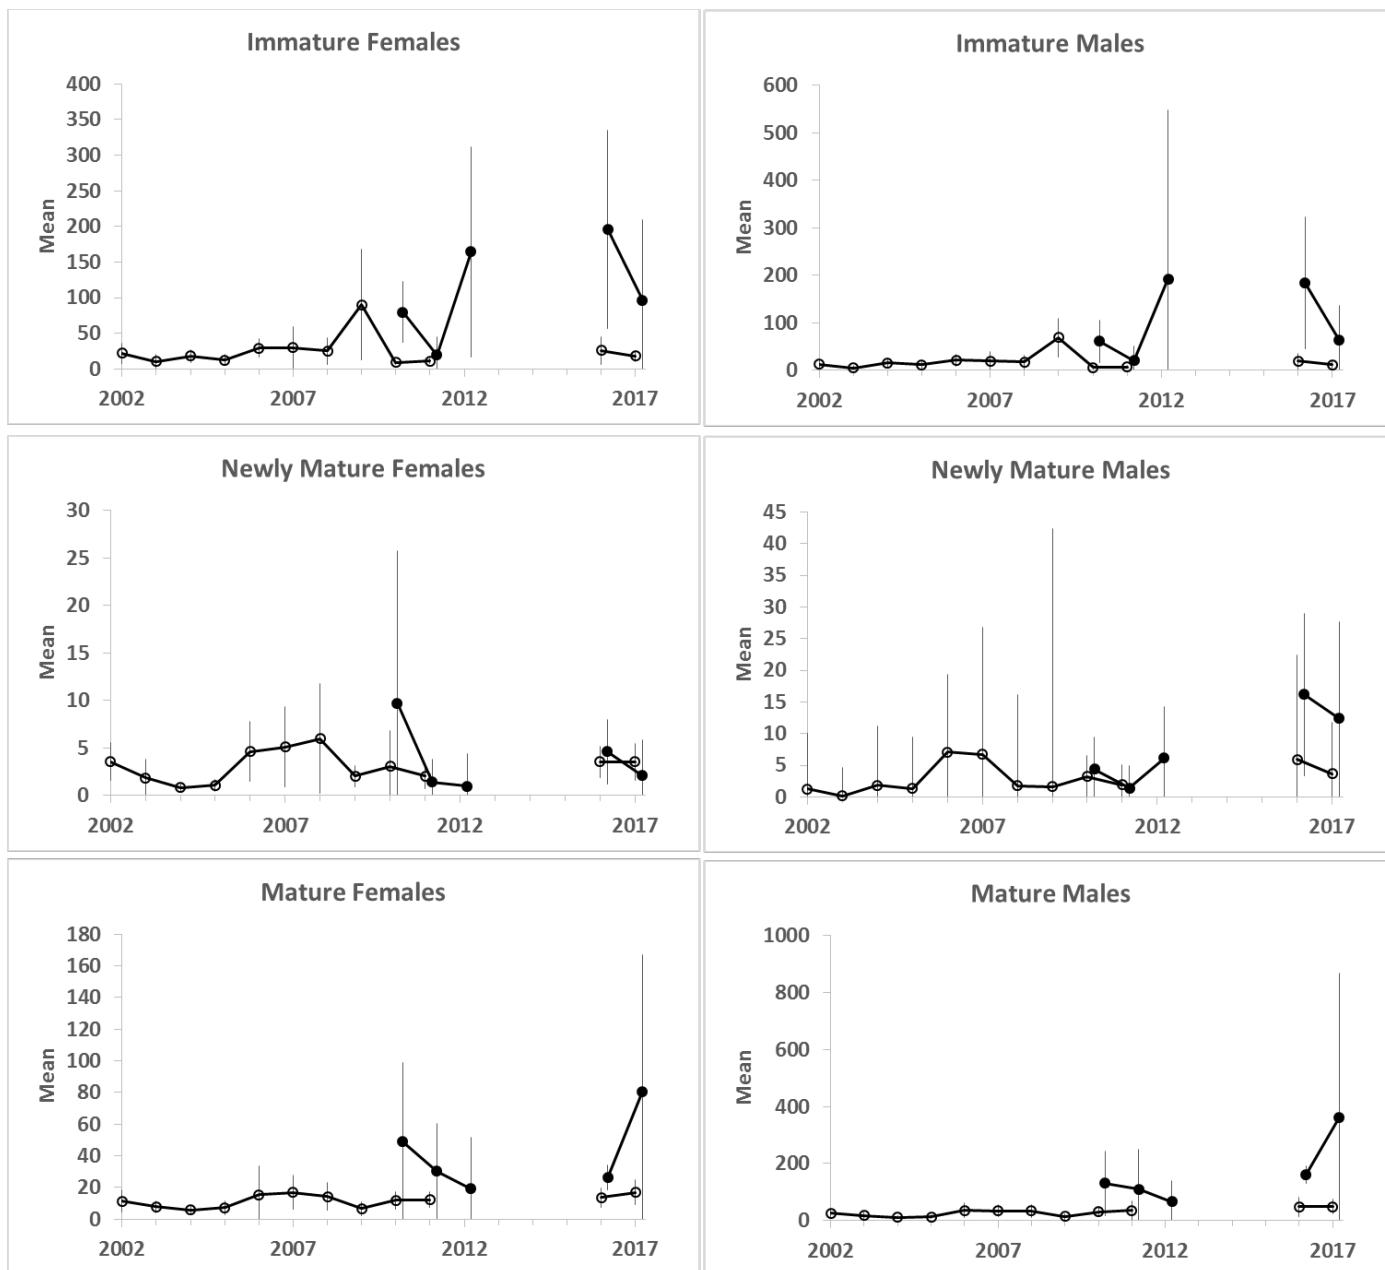 Immature Females
400
350
300
250
200
150
100
50
0
Mean
2002 2007 2012 2017
Immature Males
600
500
400
300
200
100
0
Mean
2002 2007 2012 2017
Newly Mature Females
30
25
20
15
10
5
0
Mean
2002 2007 2012 2017
Newly Mature Males
45
40
35
30
25
20
15
10
5
0
Mean
2002 2007 2012 2017
Mature Females
180
160
140
120
100
80
60
40
20
0
Mean
2002 2007 2012 2017
Mature Males
1000
800
600
400
200
0
Mean
2002 2007 2012 2017